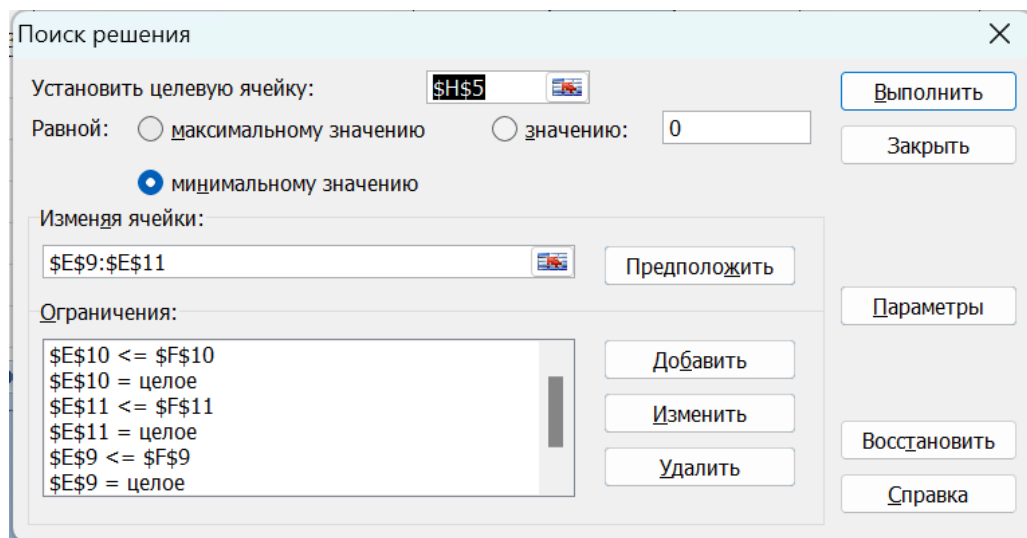 Поиск решения
Установить целевую ячейку: $H$5
Выполнить
Равной: максимальному значению значению: 0
Закрыть
минимальному значению
Изменяя ячейки:
$E$9:$E$11
Предположить
Ограничения:
Параметры
$E$10 <= $F$10
$E$10 = целое
$E$11 <= $F$11
$E$11 = целое
$E$9 <= $F$9
$E$9 = целое
Добавить
Изменить
Удалить
Восстановить
Справка